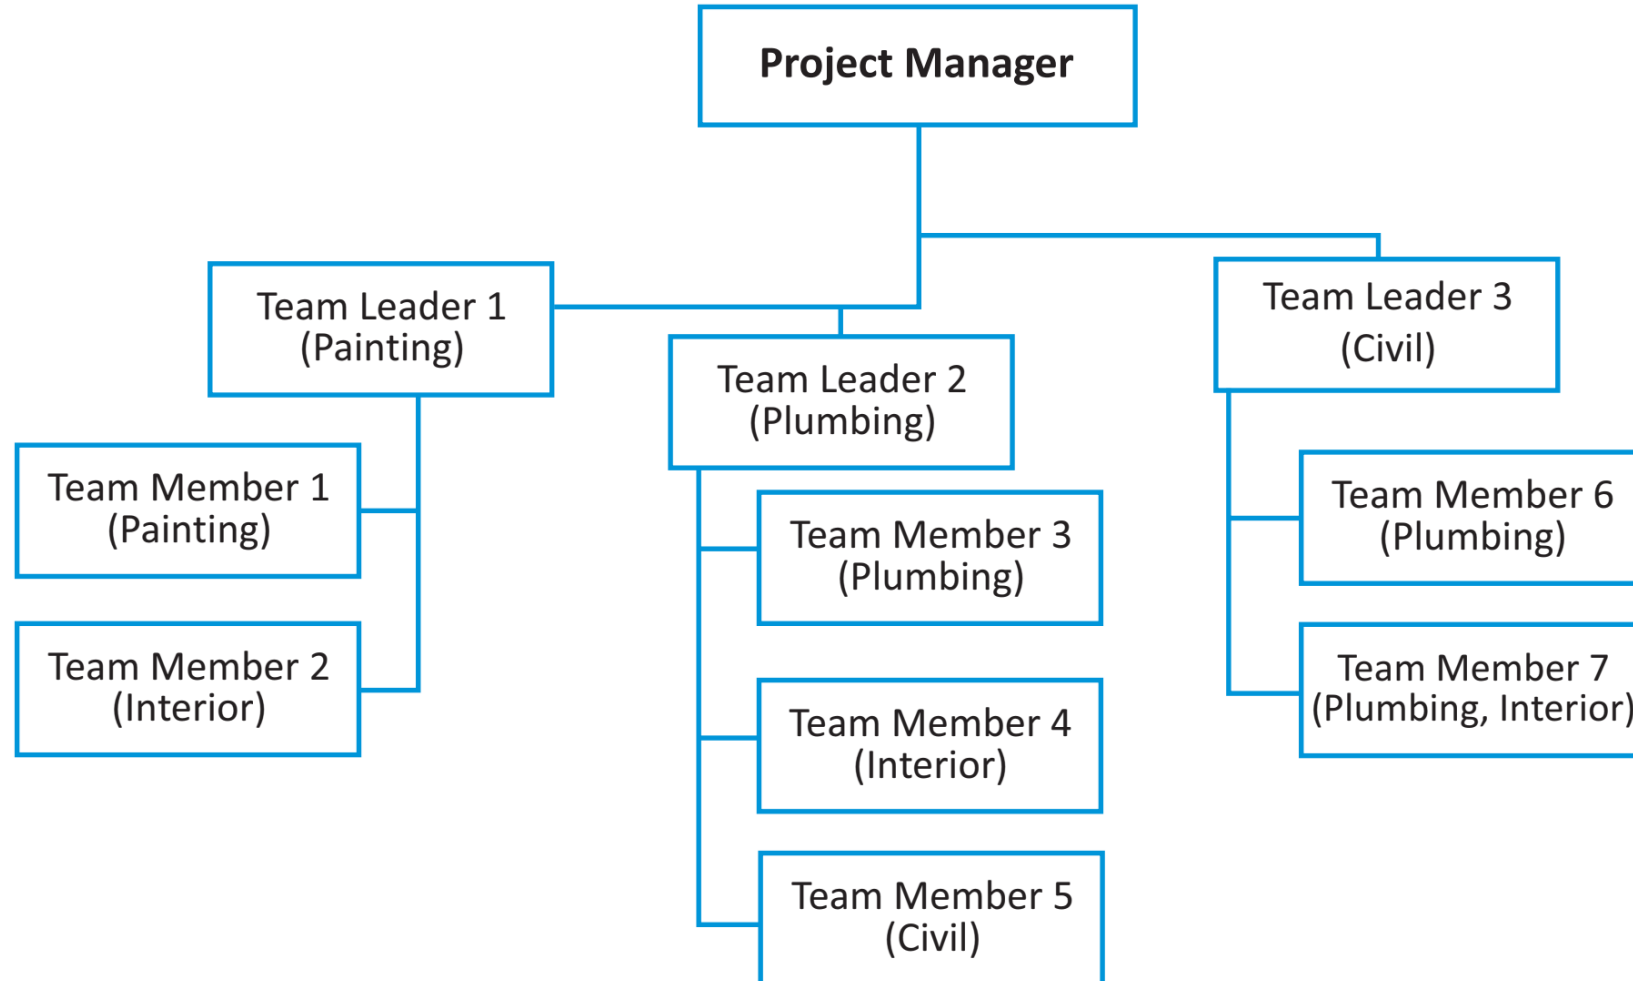 Project Manager
Team Leader 1
(Painting)
Team Member 1
(Painting)
Team Member 2
(Interior)
Team Leader 2
(Plumbing)
Team Member 3
(Plumbing)
Team Member 4
(Interior)
Team Member 5
(Civil)
Team Leader 3
(Civil)
Team Member 6
(Plumbing)
Team Member 7
(Plumbing, Interior)